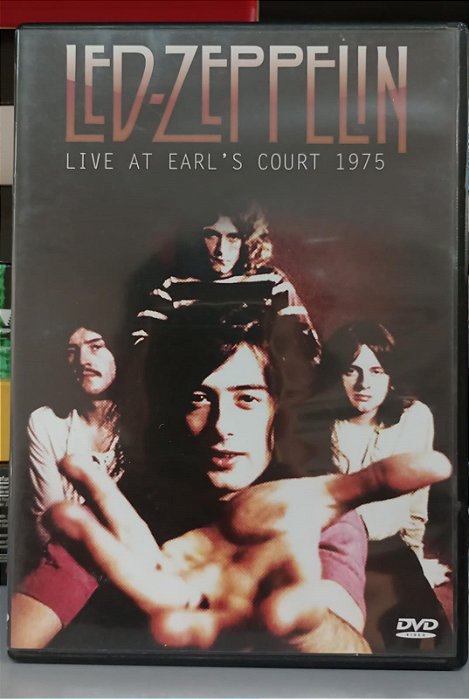 LED-ZEPPELIN
LIVE AT EARL'S COURT 1975
DVD
VIDEO